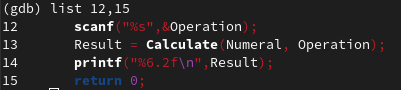 (gdb) list 12,15
12 scanf("%s",&Operation);
13 Result = Calculate(Numeral, Operation);
14 printf("%6.2f\n",Result);
15 return 0;